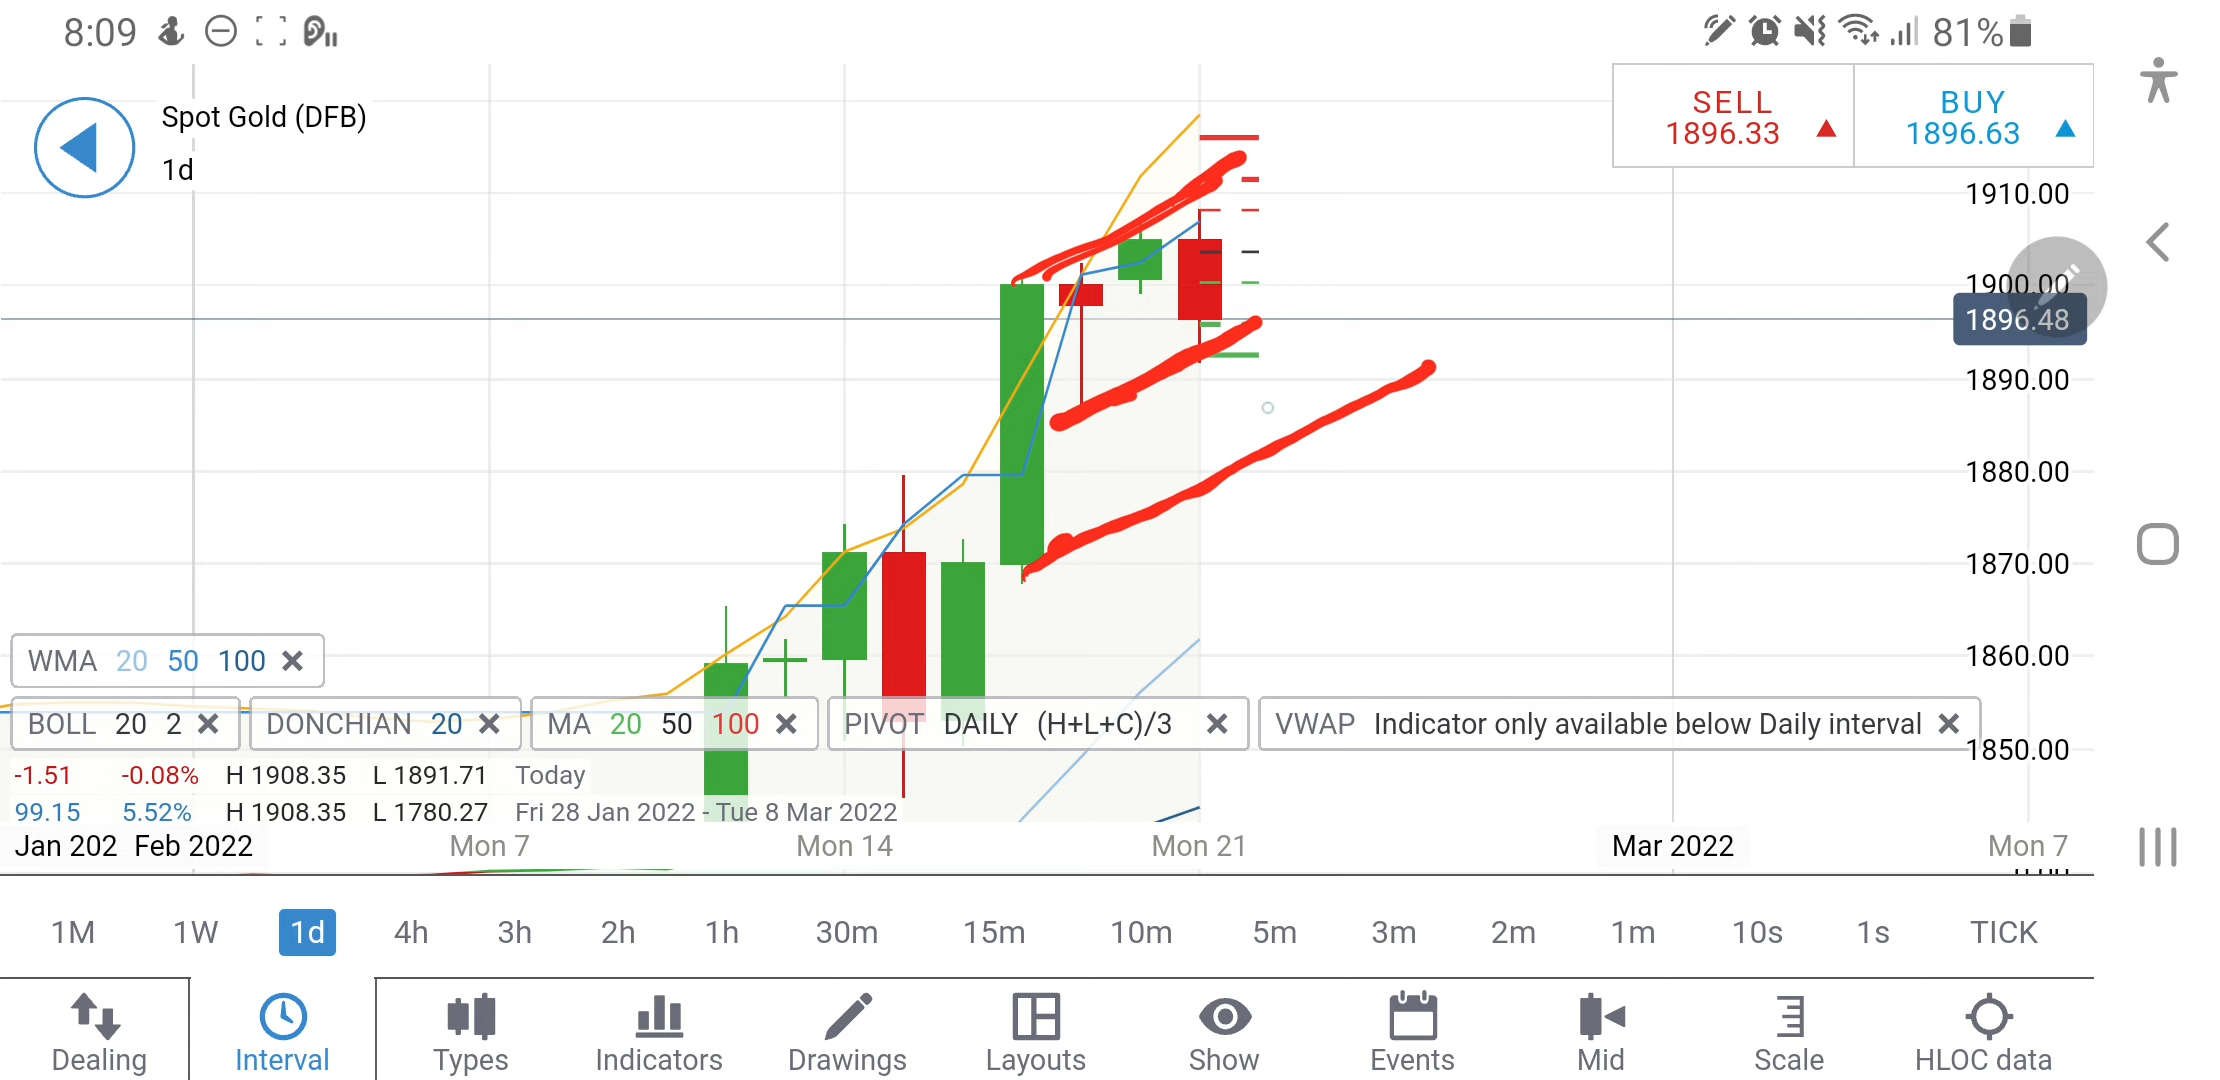 8:09
81%
Spot Gold (DFB)
1d
SELL
1896.33
BUY
1896.63
1910.00
1900.00
1896.48
1890.00
1880.00
1870.00
1860.00
1850.00
WMA 20 50 100
BOLL 20 2
DONCHIAN 20
MA 20 50 100
PIVOT DAILY (H+L+C)/3
VWAP Indicator only available below Daily interval
-1.51 -0.08% H 1908.35 L 1891.71 Today
99.15 5.52% H 1908.35 L 1780.27 Fri 28 Jan 2022 - Tue 8 Mar 2022
Jan 202 Feb 2022 Mon 7 Mon 14 Mon 21 Mar 2022 Mon 7
1M 1W 1d 4h 3h 2h 1h 30m 15m 10m 5m 3m 2m 1m 10s 1s TICK
Dealing Interval Types Indicators Drawings Layouts Show Events Mid Scale HLOC data